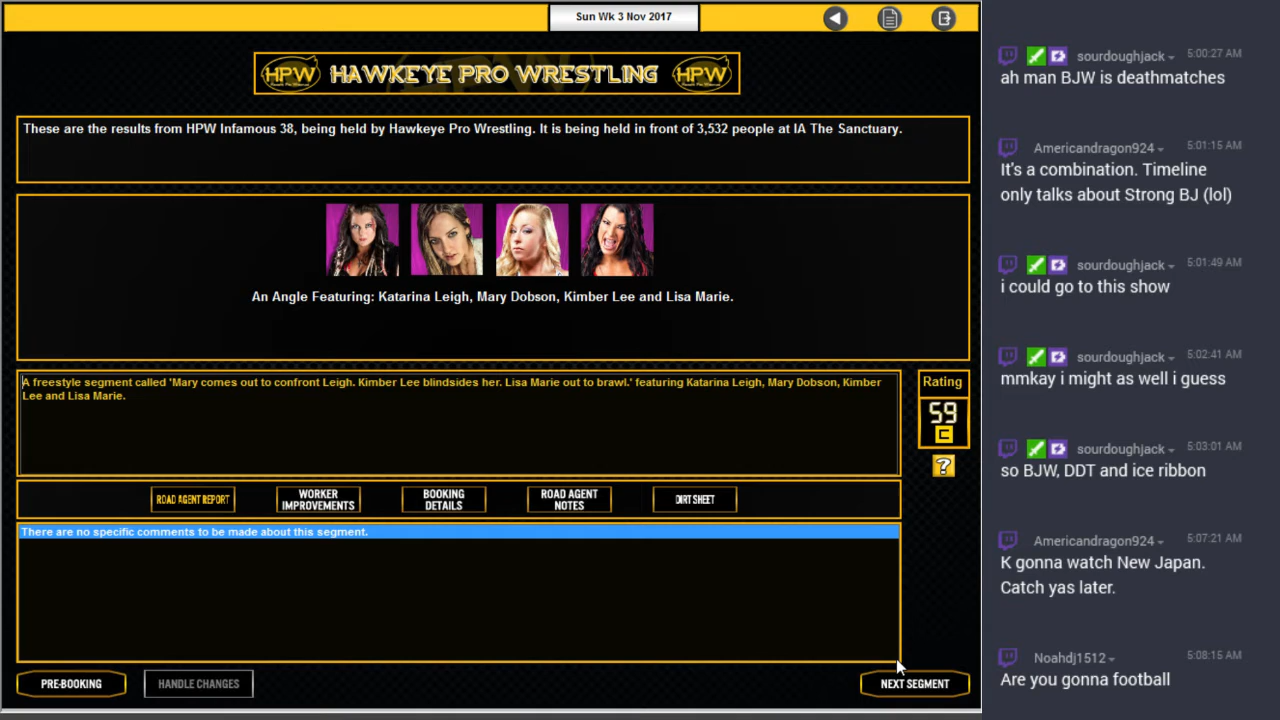 Sun Wk 3 Nov 2017
HPW
HAWKEYE PRO WRESTLING
HPW
These are the results from HPW Infamous 38, being held by Hawkeye Pro Wrestling. It is being held in front of 3,532 people at IA The Sanctuary.
An Angle Featuring: Katarina Leigh, Mary Dobson, Kimber Lee and Lisa Marie.
A freestyle segment called 'Mary comes out to confront Leigh. Kimber Lee blindsides her. Lisa Marie out to brawl.' featuring Katarina Leigh, Mary Dobson, Kimber
Lee and Lisa Marie.
Rating
59
C
?
ROAD AGENT REPORT
WORKER
IMPROVEMENTS
BOOKING
DETAILS
ROAD AGENT
NOTES
DIRT SHEET
There are no specific comments to be made about this segment.
PRE-BOOKING
HANDLE CHANGES
NEXT SEGMENT
sourdoughjack 5:00:27 AM
ah man BJW is deathmatches
Americandragon924 5:01:15 AM
It's a combination. Timeline
only talks about Strong BJ (lol)
sourdoughjack 5:01:49 AM
i could go to this show
sourdoughjack 5:02:41 AM
mmkay i might as well i guess
sourdoughjack 5:03:01 AM
so BJW, DDT and ice ribbon
Americandragon924 5:07:21 AM
K gonna watch New Japan.
Catch yas later.
Noahdj1512 5:08:15 AM
Are you gonna football